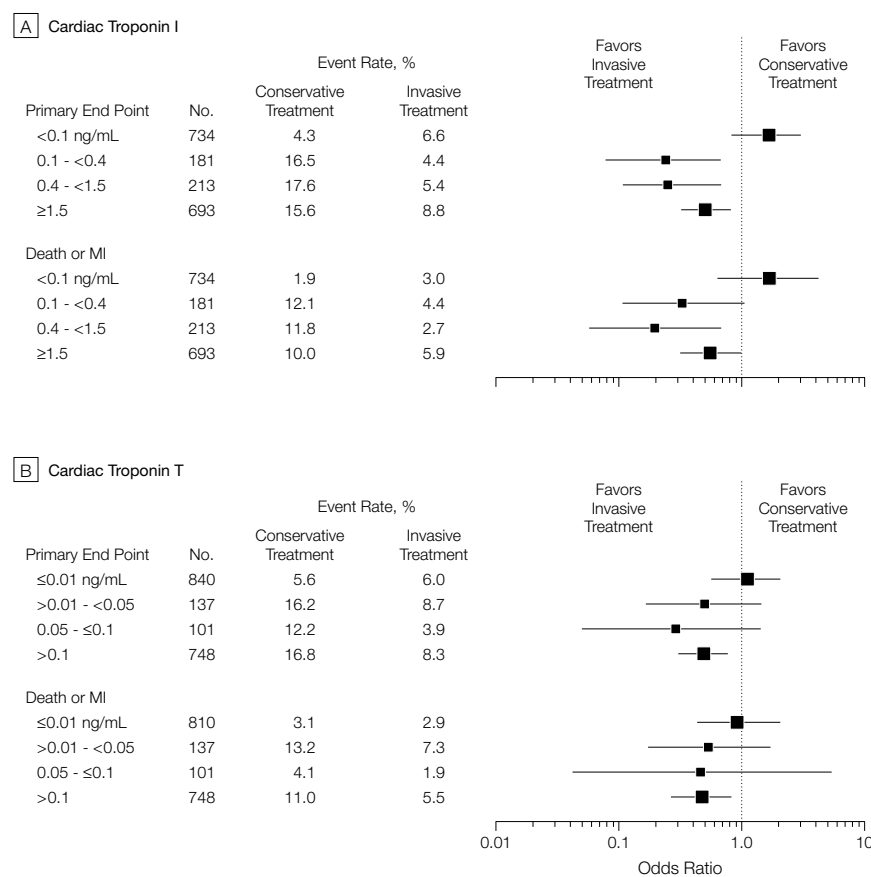 A Cardiac Troponin I
Event Rate, %
Favors Invasive Treatment
Favors Conservative Treatment
Primary End Point No. Conservative Treatment Invasive Treatment
<0.1 ng/mL 734 4.3 6.6
0.1 - <0.4 181 16.5 4.4
0.4 - <1.5 213 17.6 5.4
≥1.5 693 15.6 8.8
Death or MI
<0.1 ng/mL 734 1.9 3.0
0.1 - <0.4 181 12.1 4.4
0.4 - <1.5 213 11.8 2.7
≥1.5 693 10.0 5.9
B Cardiac Troponin T
Event Rate, %
Favors Invasive Treatment
Favors Conservative Treatment
Primary End Point No. Conservative Treatment Invasive Treatment
≤0.01 ng/mL 840 5.6 6.0
>0.01 - <0.05 137 16.2 8.7
0.05 - ≤0.1 101 12.2 3.9
>0.1 748 16.8 8.3
Death or MI
≤0.01 ng/mL 810 3.1 2.9
>0.01 - <0.05 137 13.2 7.3
0.05 - ≤0.1 101 4.1 1.9
>0.1 748 11.0 5.5
0.01 0.1 1.0 10
Odds Ratio